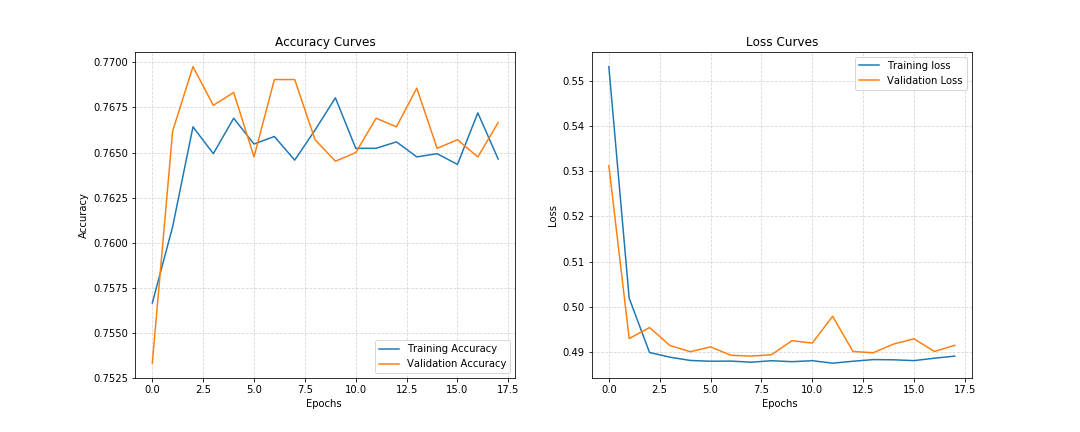 Accuracy Curves
0.7700
0.7675
0.7650
0.7625
0.7600
0.7575
0.7550
0.7525
Accuracy
Training Accuracy
Validation Accuracy
0.0 2.5 5.0 7.5 10.0 12.5 15.0 17.5
Epochs
Loss Curves
0.55
0.54
0.53
0.52
0.51
0.50
0.49
Loss
Training loss
Validation Loss
0.0 2.5 5.0 7.5 10.0 12.5 15.0 17.5
Epochs